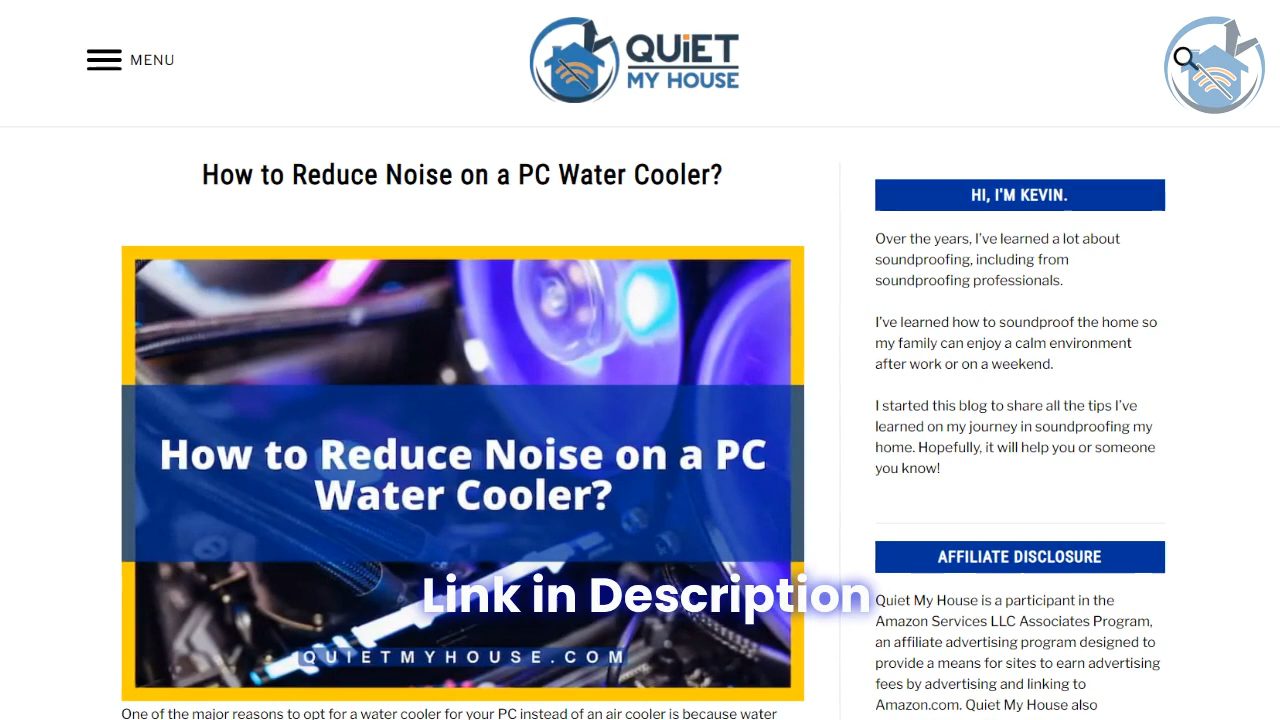 MENU
QUiET
MY HOUSE
How to Reduce Noise on a PC Water Cooler?
How to Reduce Noise on a PC
Water Cooler?
Link in Description
QUIETMYHOUSE.COM
One of the major reasons to opt for a water cooler for your PC instead of an air cooler is because water
HI, I'M KEVIN.
Over the years, I've learned a lot about
soundproofing, including from
soundproofing professionals.
I've learned how to soundproof the home so
my family can enjoy a calm environment
after work or on a weekend.
I started this blog to share all the tips I've
learned on my journey in soundproofing my
home. Hopefully, it will help you or someone
you know!
AFFILIATE DISCLOSURE
Quiet My House is a participant in the
Amazon Services LLC Associates Program,
an affiliate advertising program designed to
provide a means for sites to earn advertising
fees by advertising and linking to
Amazon.com. Quiet My House also